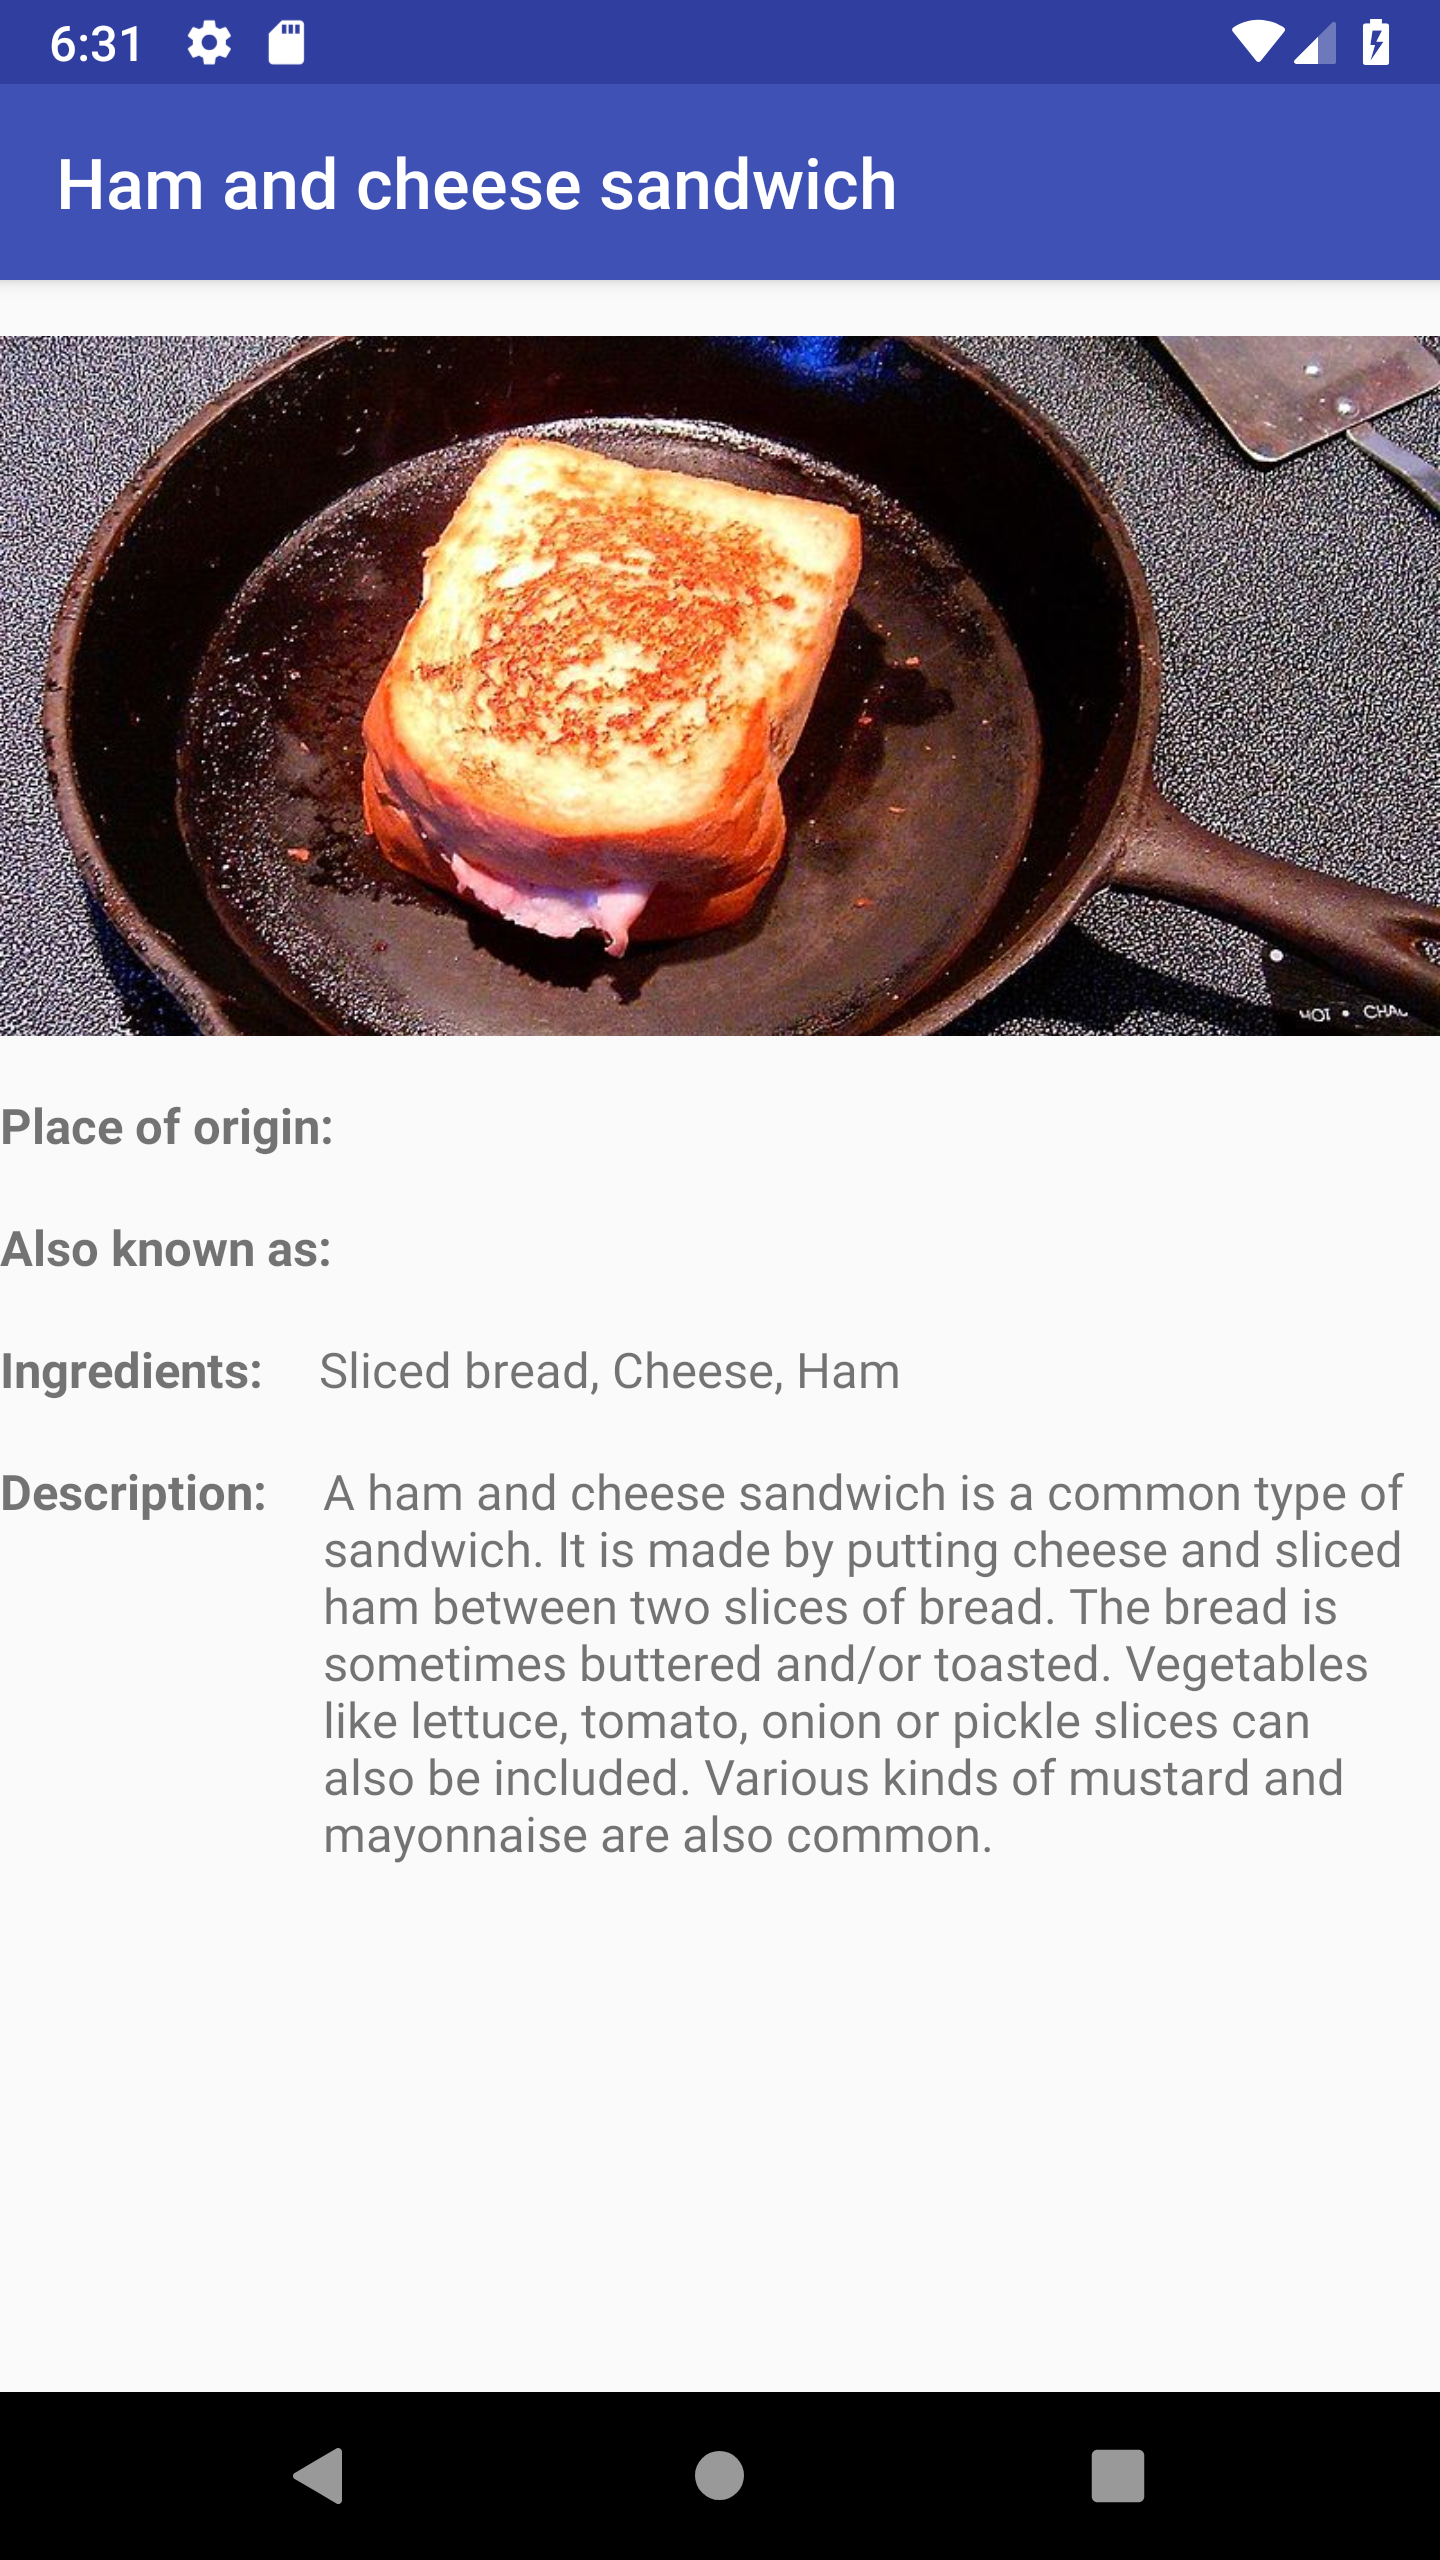 6:31
Ham and cheese sandwich
HOT • CHA
Place of origin:
Also known as:
Ingredients: Sliced bread, Cheese, Ham
Description: A ham and cheese sandwich is a common type of
sandwich. It is made by putting cheese and sliced
ham between two slices of bread. The bread is
sometimes buttered and/or toasted. Vegetables
like lettuce, tomato, onion or pickle slices can
also be included. Various kinds of mustard and
mayonnaise are also common.